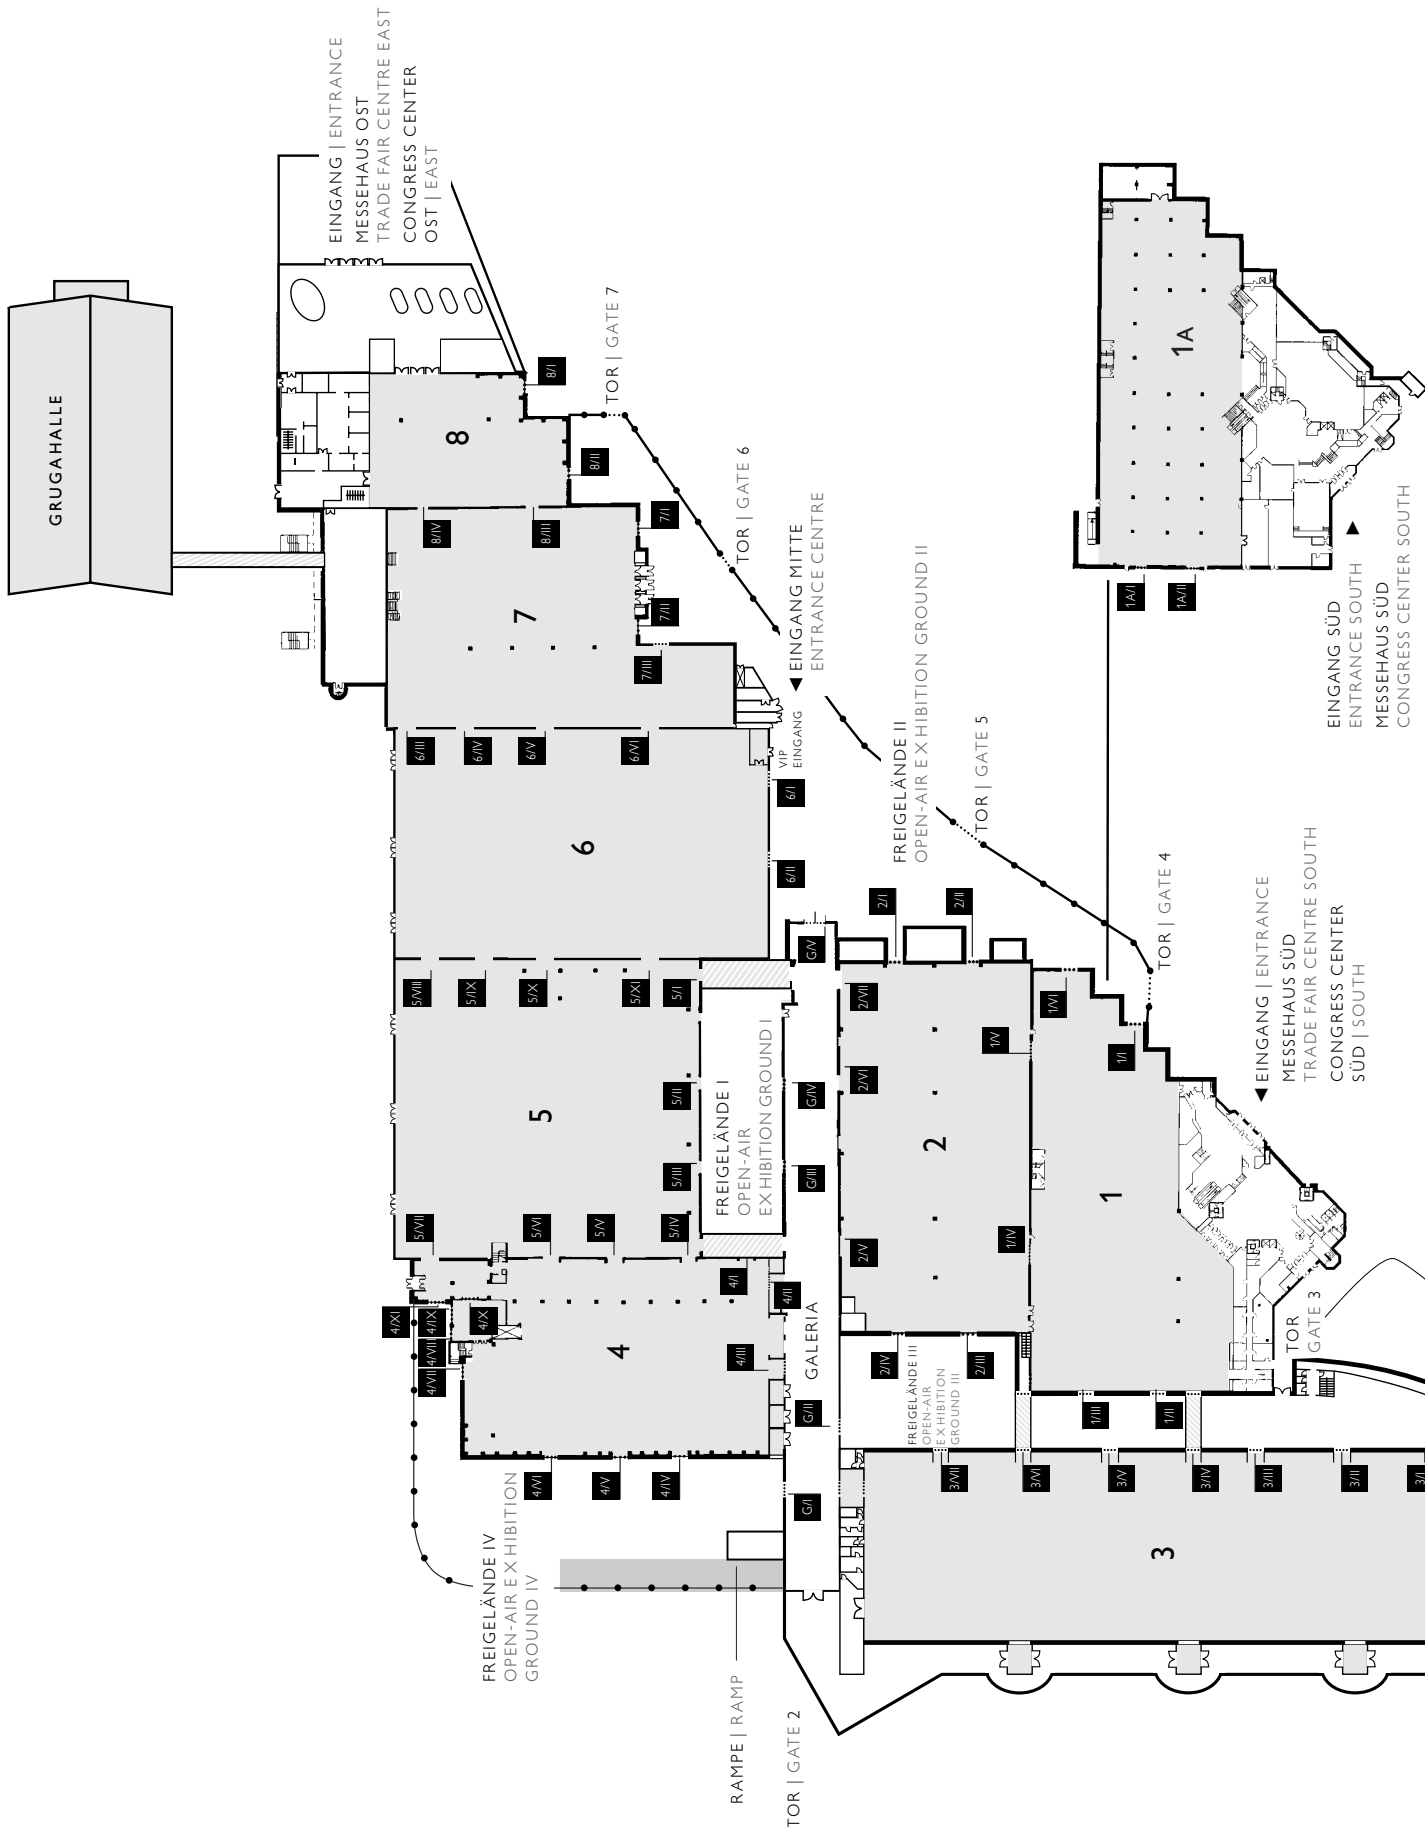 GRUGAHALLE
EINGANG | ENTRANCE
MESSEHAUS OST
TRADE FAIR CENTRE EAST
CONGRESS CENTER
OST | EAST
8
8/I
8/II
8/IV
8/III
TOR | GATE 7
7
7/I
7/II
7/III
TOR | GATE 6
EINGANG MITTE
ENTRANCE CENTRE
VIP
EINGANG
6
6/III
6/IV
6/V
6/VI
6/I
6/II
FREIGELÄNDE II
OPEN-AIR EXHIBITION GROUND II
TOR | GATE 5
5
5/VIII
5/IX
5/X
5/XI
5/I
5/II
5/III
5/VII
5/VI
5/V
5/IV
FREIGELÄNDE I
OPEN-AIR
EXHIBITION GROUND I
G/V
G/IV
G/III
GALERIA
G/II
G/I
2
2/I
2/II
2/VII
2/VI
2/V
2/IV
2/III
1
1/VI
1/V
1/I
1/IV
1/III
1/II
TOR | GATE 4
EINGANG | ENTRANCE
MESSEHAUS SÜD
TRADE FAIR CENTRE SOUTH
CONGRESS CENTER
SÜD | SOUTH
1A
1A/I
1A/II
EINGANG SÜD
ENTRANCE SOUTH
MESSEHAUS SÜD
CONGRESS CENTER SOUTH
4
4/XI
4/IX
4/X
4/VIII
4/VII
4/I
4/II
4/III
4/VI
4/V
4/IV
FREIGELÄNDE III
OPEN-AIR
EXHIBITION
GROUND III
TOR
GATE 3
3
3/VII
3/VI
3/V
3/IV
3/III
3/II
3/I
FREIGELÄNDE IV
OPEN-AIR EXHIBITION
GROUND IV
RAMPE | RAMP
TOR | GATE 2